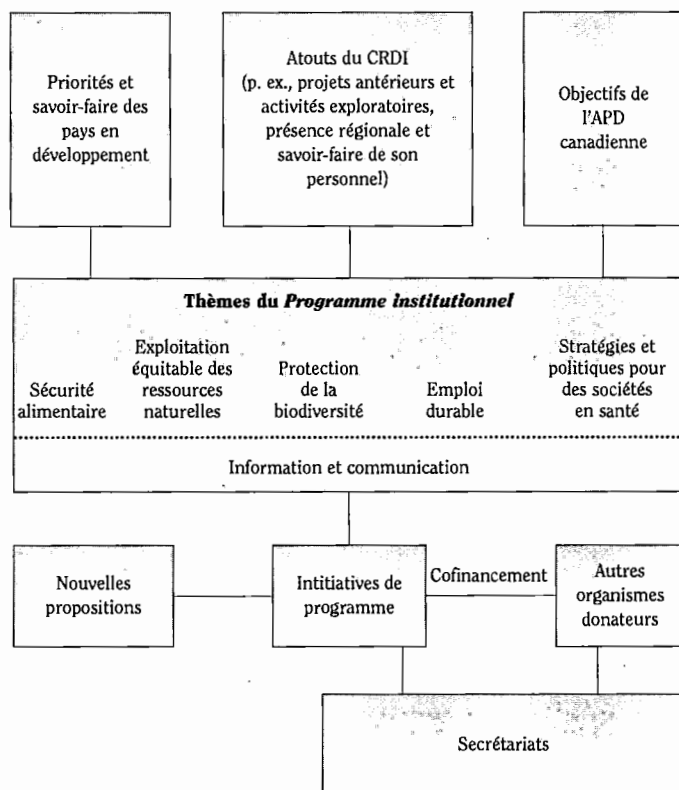 Priorités et
savoir-faire des
pays en
développement
Atouts du CRDI
(p. ex., projets antérieurs et
activités exploratoires,
présence régionale et
savoir-faire de son
personnel)
Objectifs de
l'APD
canadienne
Thèmes du Programme institutionnel
Sécurité
alimentaire
Exploitation
équitable des
ressources
naturelles
Protection
de la
biodiversité
Emploi
durable
Stratégies et
politiques pour
des sociétés
en santé
Information et communication
Nouvelles
propositions
Intitiatives de
programme
Cofinancement
Autres
organismes
donateurs
Secrétariats